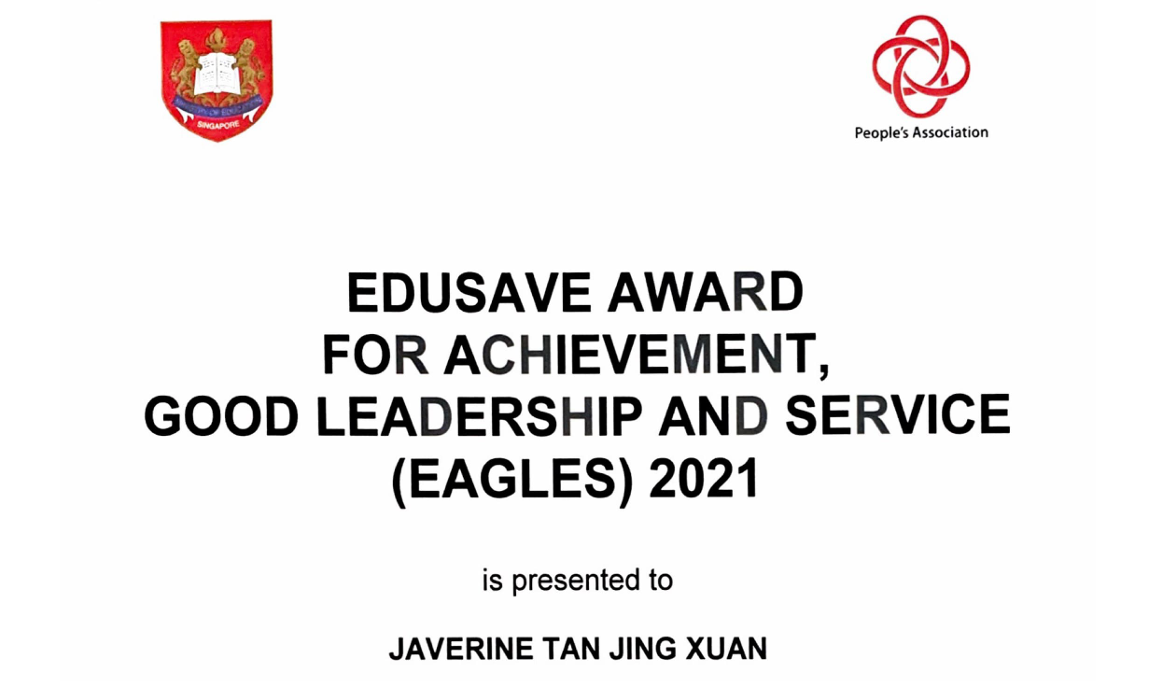 MINISTRY OF EDUCATION
SINGAPORE
People's Association
EDUSAVE AWARD
FOR ACHIEVEMENT,
GOOD LEADERSHIP AND SERVICE
(EAGLES) 2021
is presented to
JAVERINE TAN JING XUAN